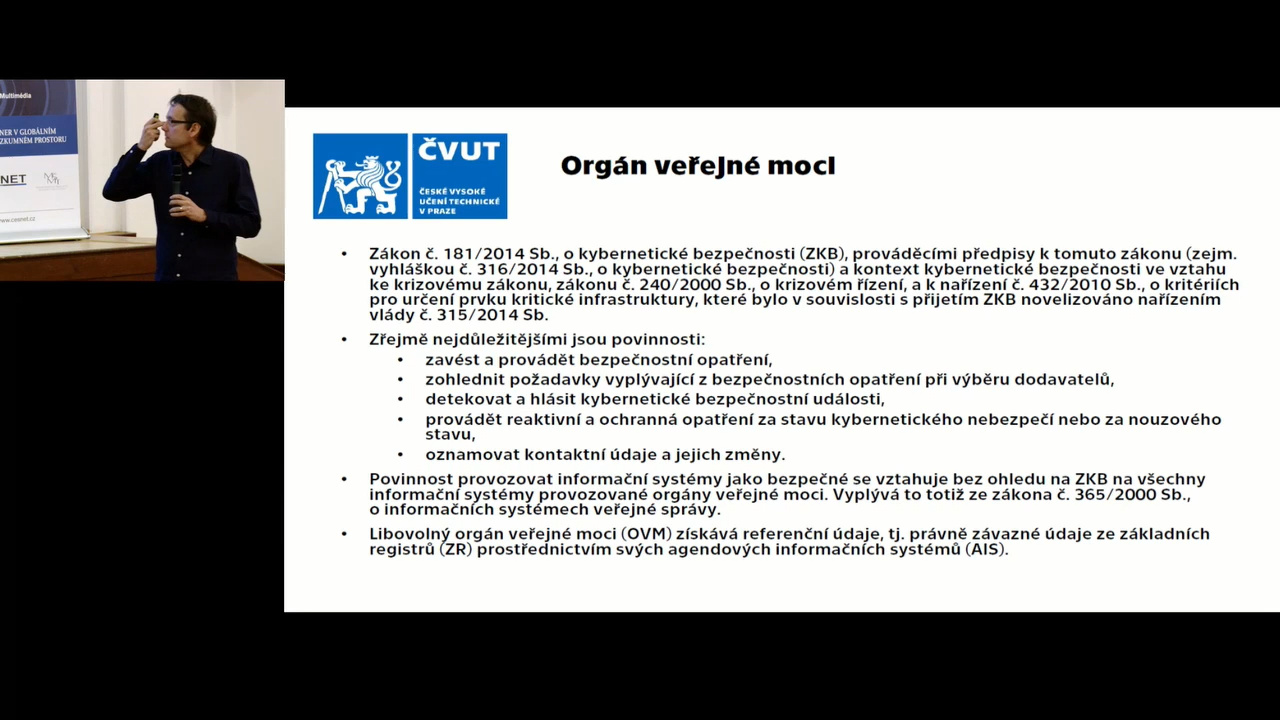 Multimédia
NER V GLOBÁLNÍM
ZKUMNÉM PROSTORU
NET
www.cesnet.cz
ČVUT
ČESKÉ VYSOKÉ
UČENÍ TECHNICKÉ
V PRAZE
Orgán veřejné moci
• Zákon č. 181/2014 Sb., o kybernetické bezpečnosti (ZKB), prováděcími předpisy k tomuto zákonu (zejm.
vyhláškou č. 316/2014 Sb., o kybernetické bezpečnosti) a kontext kybernetické bezpečnosti ve vztahu
ke krizovému zákonu, zákonu č. 240/2000 Sb., o krizovém řízení, a k nařízení č. 432/2010 Sb., o kritériích
pro určení prvku kritické infrastruktury, které bylo v souvislosti s přijetím ZKB novelizováno nařízením
vlády č. 315/2014 Sb.
• Zřejmě nejdůležitějšími jsou povinnosti:
• zavést a provádět bezpečnostní opatření,
• zohlednit požadavky vyplývající z bezpečnostních opatření při výběru dodavatelů,
• detekovat a hlásit kybernetické bezpečnostní události,
• provádět reaktivní a ochranná opatření za stavu kybernetického nebezpečí nebo za nouzového
stavu,
• oznamovat kontaktní údaje a jejich změny.
• Povinnost provozovat informační systémy jako bezpečné se vztahuje bez ohledu na ZKB na všechny
informační systémy provozované orgány veřejné moci. Vyplývá to totiž ze zákona č. 365/2000 Sb.,
o informačních systémech veřejné správy.
• Libovolný orgán veřejné moci (OVM) získává referenční údaje, tj. právně závazné údaje ze základních
registrů (ZR) prostřednictvím svých agendových informačních systémů (AIS).